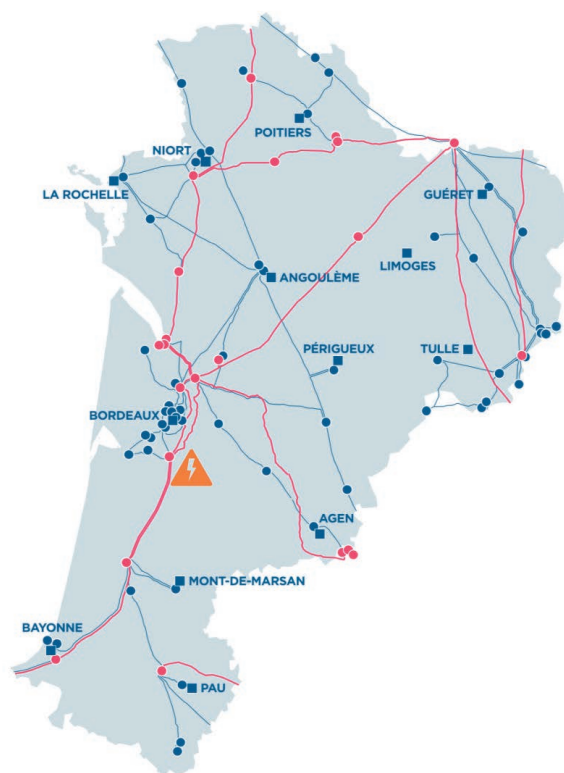 POITIERS
NIORT
LA ROCHELLE
GUÉRET
LIMOGES
ANGOULÊME
PÉRIGUEUX
TULLE
BORDEAUX
AGEN
MONT-DE-MARSAN
BAYONNE
PAU